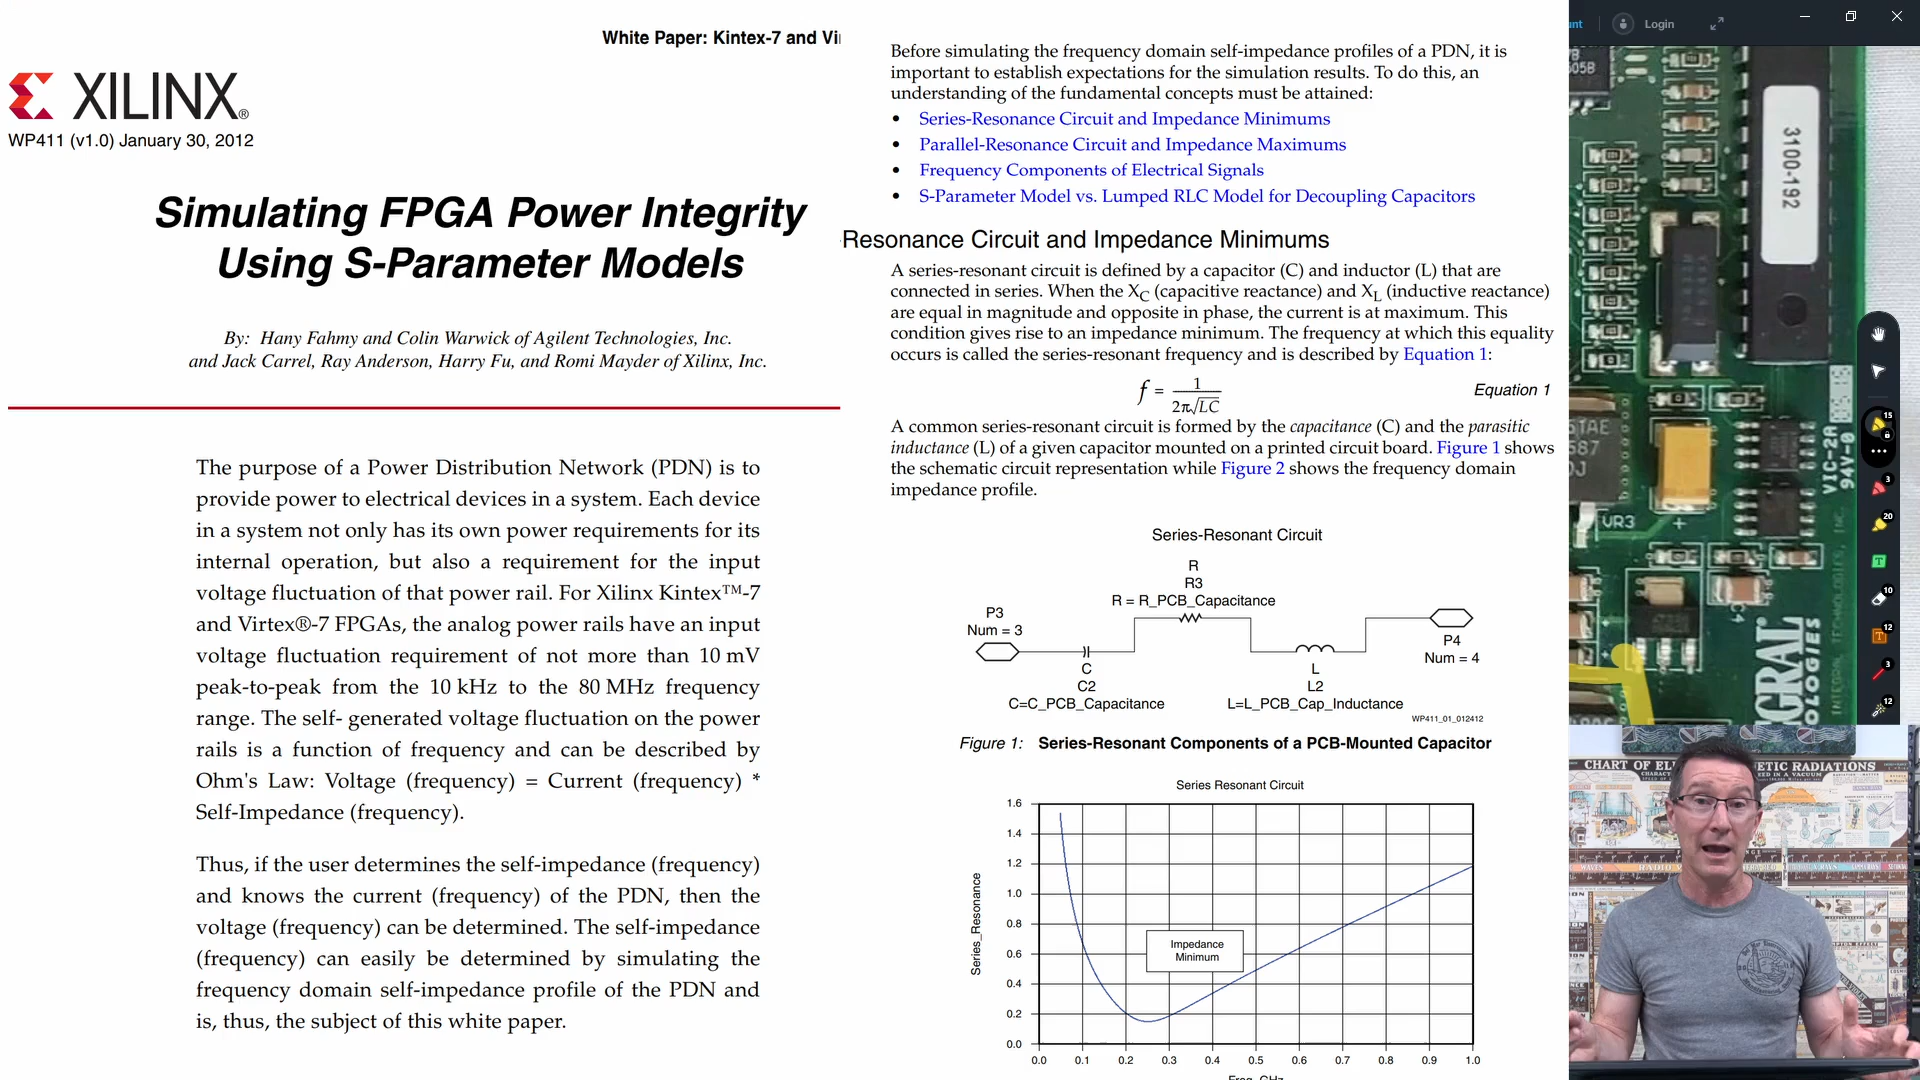 White Paper: Kintex-7 and Vi
XILINX®
WP411 (v1.0) January 30, 2012
Simulating FPGA Power Integrity
Using S-Parameter Models
By: Hany Fahmy and Colin Warwick of Agilent Technologies, Inc.
and Jack Carrel, Ray Anderson, Harry Fu, and Romi Mayder of Xilinx, Inc.
The purpose of a Power Distribution Network (PDN) is to
provide power to electrical devices in a system. Each device
in a system not only has its own power requirements for its
internal operation, but also a requirement for the input
voltage fluctuation of that power rail. For Xilinx Kintex™-7
and Virtex®-7 FPGAs, the analog power rails have an input
voltage fluctuation requirement of not more than 10 mV
peak-to-peak from the 10 kHz to the 80 MHz frequency
range. The self- generated voltage fluctuation on the power
rails is a function of frequency and can be described by
Ohm's Law: Voltage (frequency) = Current (frequency) *
Self-Impedance (frequency).
Thus, if the user determines the self-impedance (frequency)
and knows the current (frequency) of the PDN, then the
voltage (frequency) can be determined. The self-impedance
(frequency) can easily be determined by simulating the
frequency domain self-impedance profile of the PDN and
is, thus, the subject of this white paper.
Before simulating the frequency domain self-impedance profiles of a PDN, it is
important to establish expectations for the simulation results. To do this, an
understanding of the fundamental concepts must be attained:
• Series-Resonance Circuit and Impedance Minimums
• Parallel-Resonance Circuit and Impedance Maximums
• Frequency Components of Electrical Signals
• S-Parameter Model vs. Lumped RLC Model for Decoupling Capacitors
Resonance Circuit and Impedance Minimums
A series-resonant circuit is defined by a capacitor (C) and inductor (L) that are
connected in series. When the XC (capacitive reactance) and XL (inductive reactance)
are equal in magnitude and opposite in phase, the current is at maximum. This
condition gives rise to an impedance minimum. The frequency at which this equality
occurs is called the series-resonant frequency and is described by Equation 1:
f = 1 / 2π√LC
Equation 1
A common series-resonant circuit is formed by the capacitance (C) and the parasitic
inductance (L) of a given capacitor mounted on a printed circuit board. Figure 1 shows
the schematic circuit representation while Figure 2 shows the frequency domain
impedance profile.
Series-Resonant Circuit
R
R3
R = R_PCB_Capacitance
P3
Num = 3
C
C2
C=C_PCB_Capacitance
L
L2
L=L_PCB_Cap_Inductance
P4
Num = 4
WP411_01_012412
Figure 1: Series-Resonant Components of a PCB-Mounted Capacitor
Series Resonant Circuit
Series_Resonance
1.6
1.4
1.2
1.0
0.8
0.6
0.4
0.2
0.0
Impedance
Minimum
0.0 0.1 0.2 0.3 0.4 0.5 0.6 0.7 0.8 0.9 1.0
Freq, GHz
unt
Login
3100-192
VIC-2A
94V-0
VR3
+
GRAL
OLOGIES
INTEGRAL TECHNOLOGIES, INC.
15
3
20
T
10
12
T
3
12
CHART OF EL
NETIC RADIATIONS